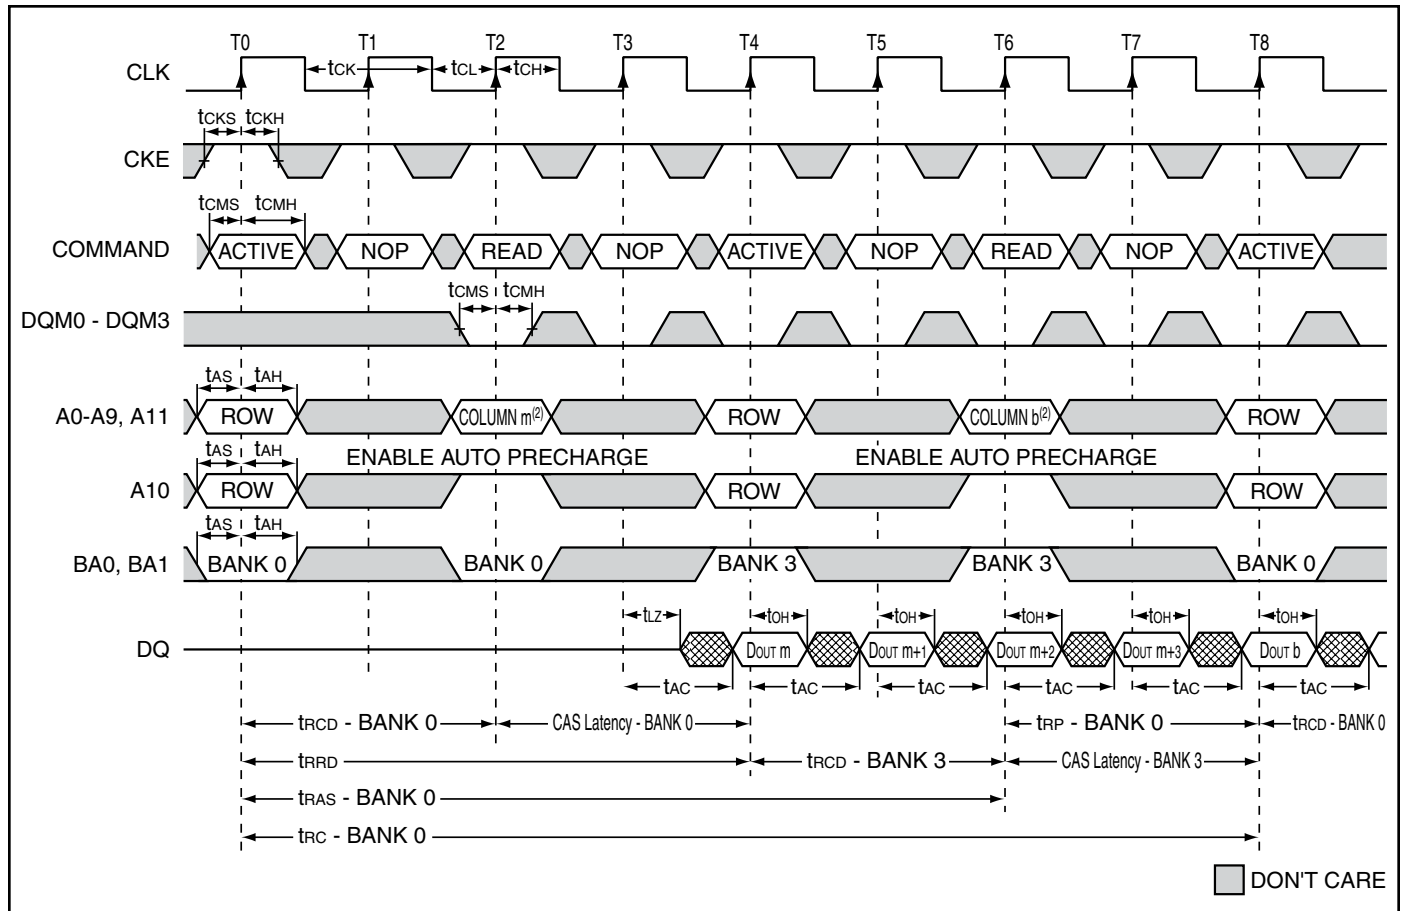 T0 T1 T2 T3 T4 T5 T6 T7 T8
CLK tCK tCL tCH
tCKS tCKH
CKE
tCMS tCMH
COMMAND ACTIVE NOP READ NOP ACTIVE NOP READ NOP ACTIVE
tCMS tCMH
DQM0 - DQM3
tAS tAH
A0-A9, A11 ROW COLUMN m(2) ROW COLUMN b(2) ROW
tAS tAH ENABLE AUTO PRECHARGE ENABLE AUTO PRECHARGE
A10 ROW ROW ROW
tAS tAH
BA0, BA1 BANK 0 BANK 0 BANK 3 BANK 3 BANK 0
tLZ tOH tOH tOH tOH tOH
DQ DOUT m DOUT m+1 DOUT m+2 DOUT m+3 DOUT b
tAC tAC tAC tAC tAC tAC
tRCD - BANK 0 CAS Latency - BANK 0 tRP - BANK 0 tRCD - BANK 0
tRRD tRCD - BANK 3 CAS Latency - BANK 3
tRAS - BANK 0
tRC - BANK 0
DON'T CARE